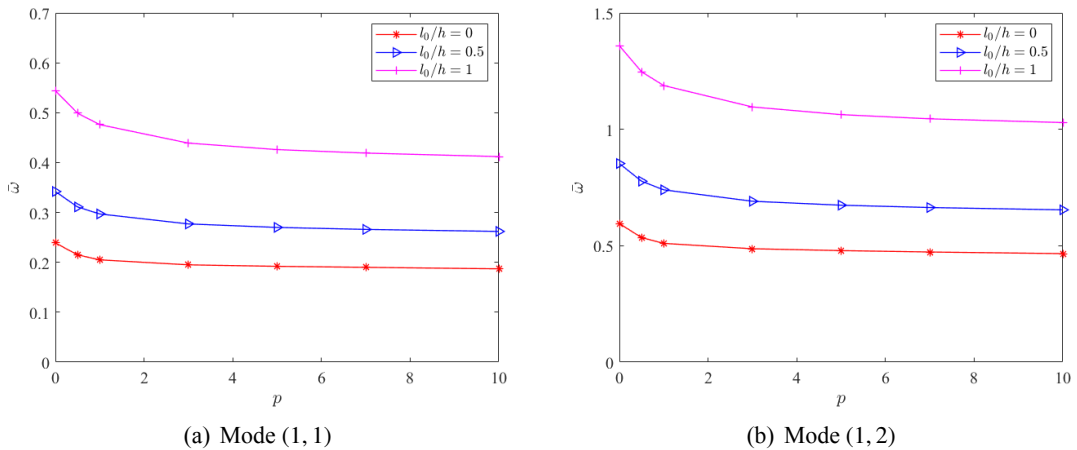 0.7
0.6
0.5
0.4
0.3
0.2
0.1
0
ω̄
l₀/h = 0
l₀/h = 0.5
l₀/h = 1
0 2 4 6 8 10
p
(a) Mode (1, 1)
1.5
1
0.5
0
ω̄
l₀/h = 0
l₀/h = 0.5
l₀/h = 1
0 2 4 6 8 10
p
(b) Mode (1, 2)